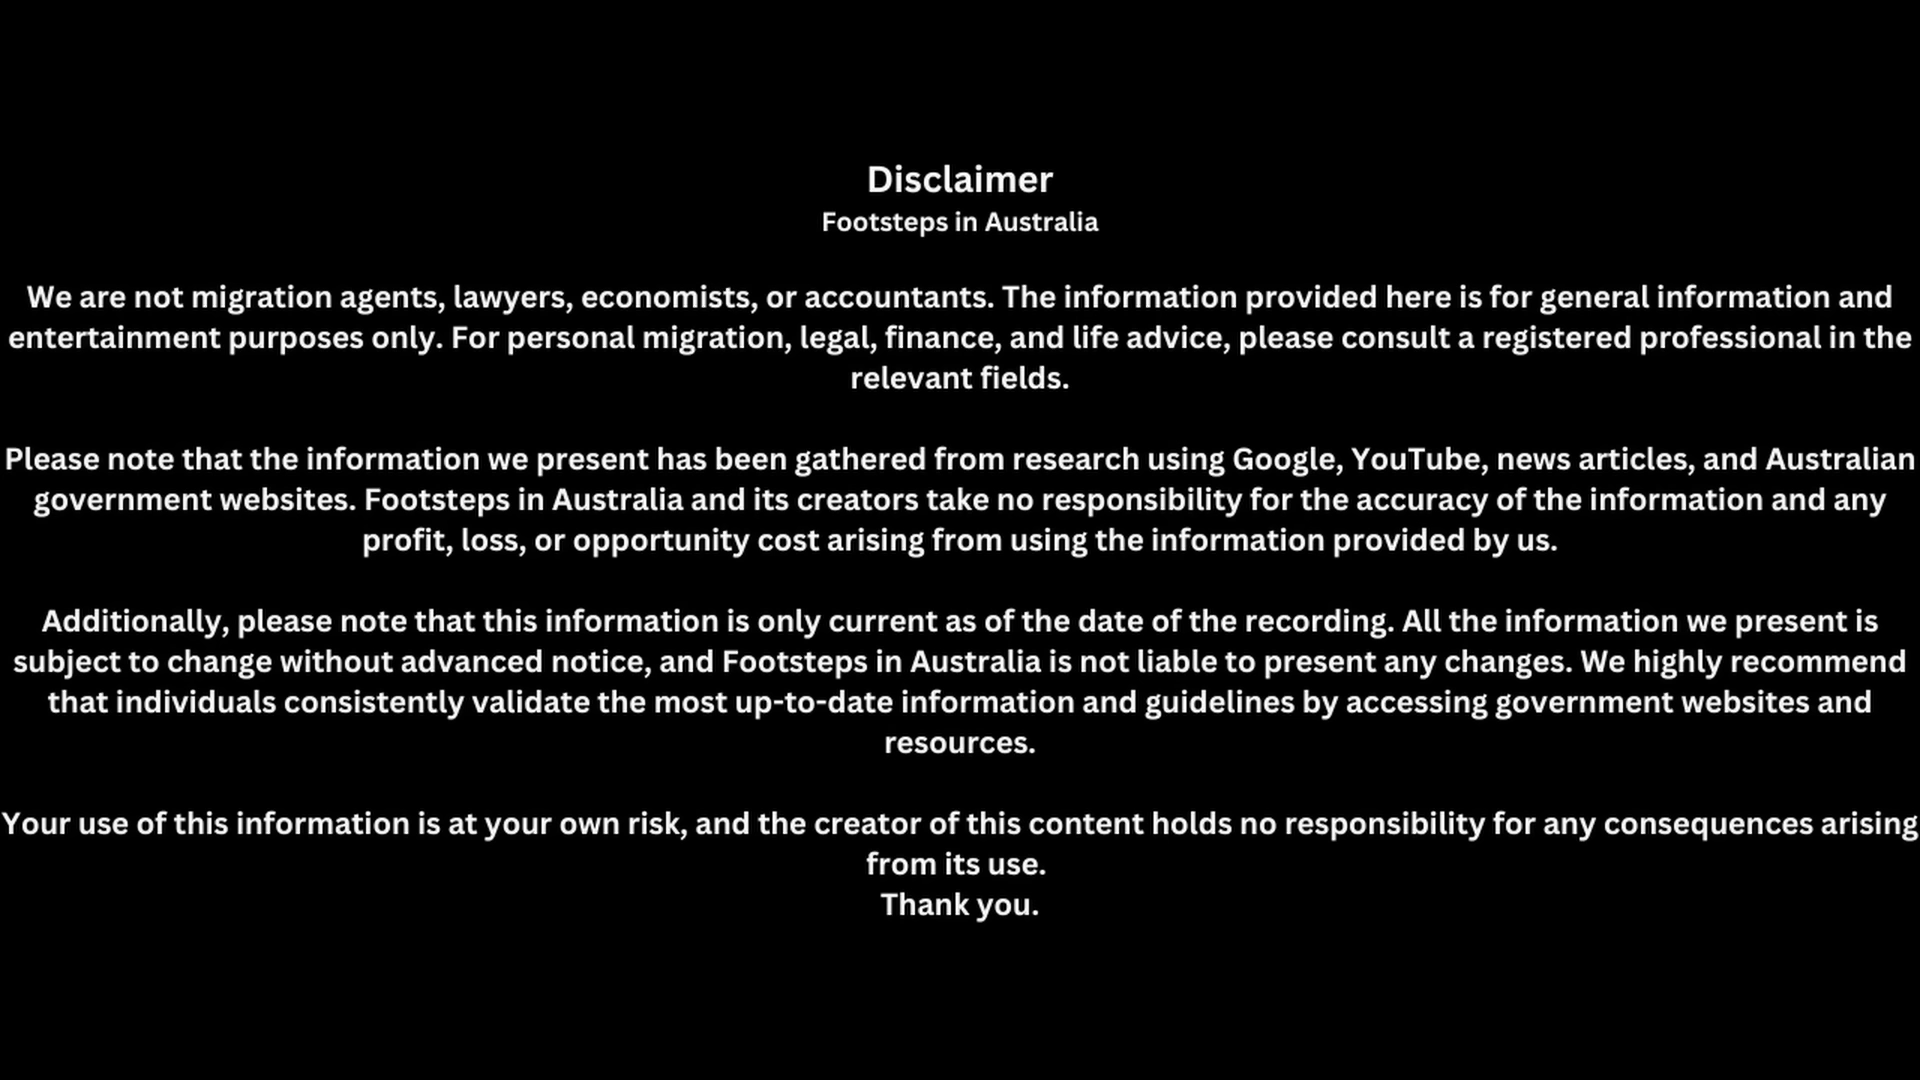 Disclaimer
Footsteps in Australia
We are not migration agents, lawyers, economists, or accountants. The information provided here is for general information and
entertainment purposes only. For personal migration, legal, finance, and life advice, please consult a registered professional in the
relevant fields.
Please note that the information we present has been gathered from research using Google, YouTube, news articles, and Australian
government websites. Footsteps in Australia and its creators take no responsibility for the accuracy of the information and any
profit, loss, or opportunity cost arising from using the information provided by us.
Additionally, please note that this information is only current as of the date of the recording. All the information we present is
subject to change without advanced notice, and Footsteps in Australia is not liable to present any changes. We highly recommend
that individuals consistently validate the most up-to-date information and guidelines by accessing government websites and
resources.
Your use of this information is at your own risk, and the creator of this content holds no responsibility for any consequences arising
from its use.
Thank you.